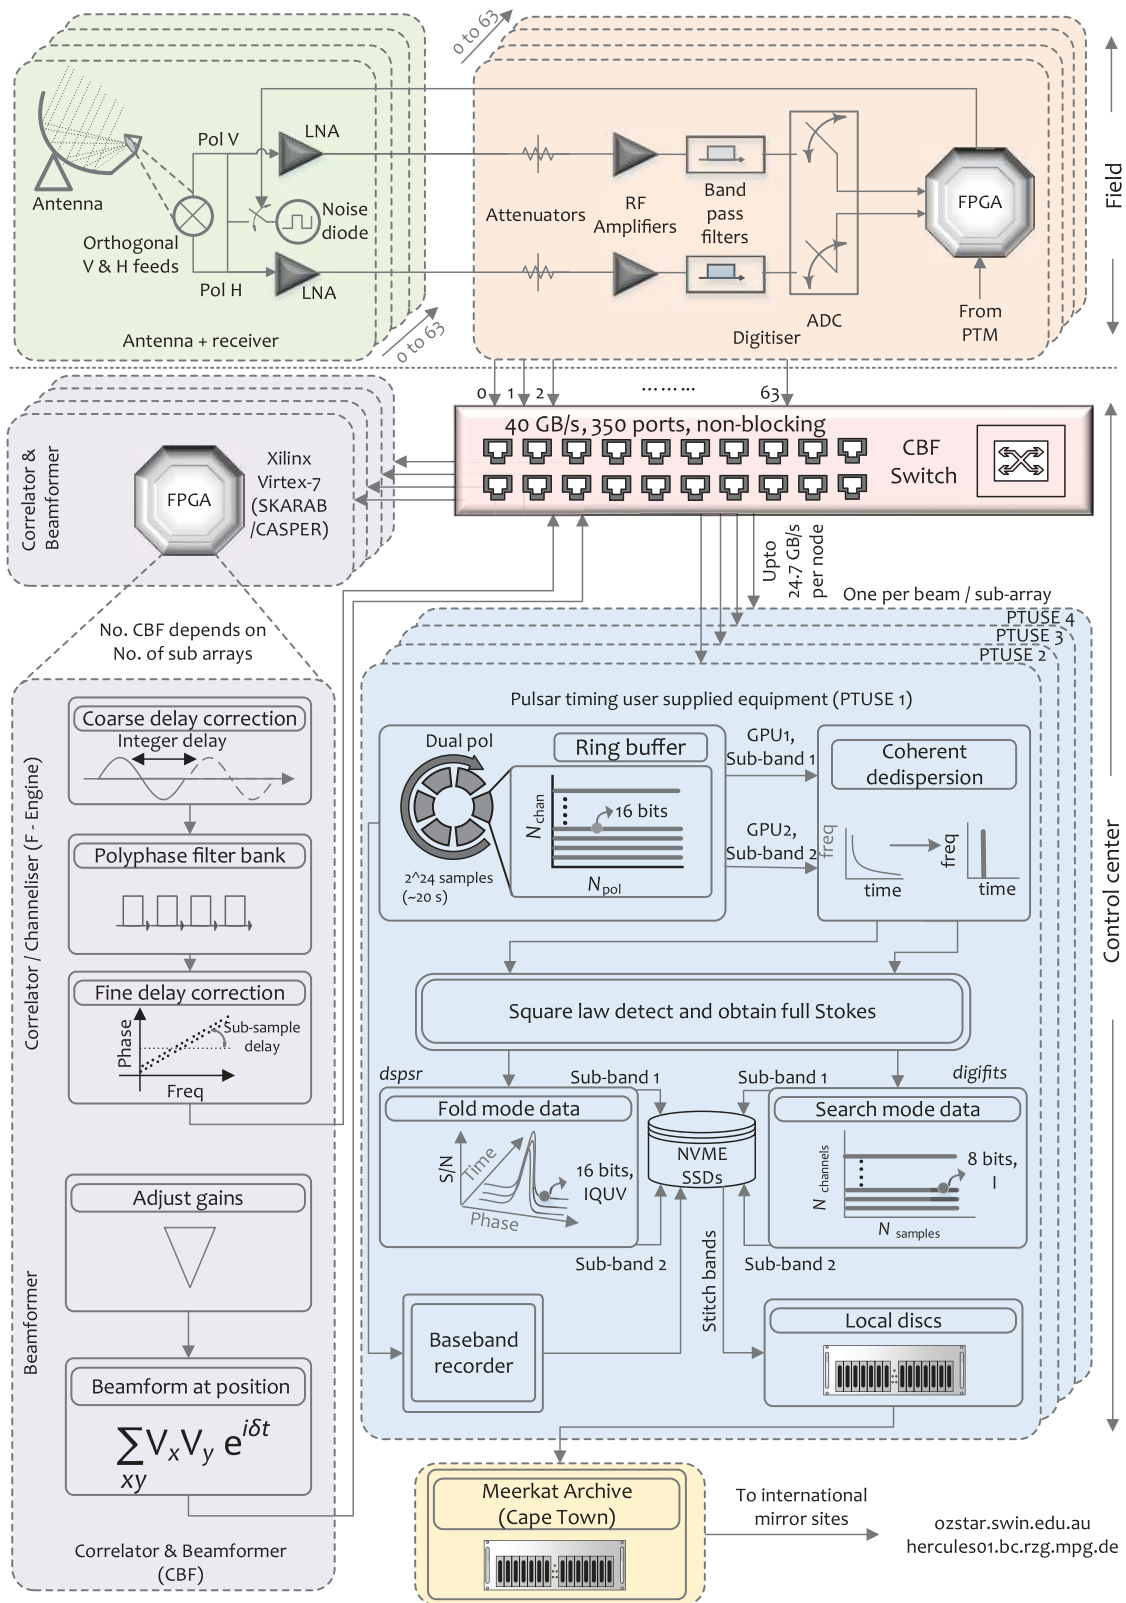 0 to 63
Pol V
LNA
Antenna
Noise
diode
Orthogonal
V & H feeds
Pol H
LNA
Antenna + receiver
0 to 63
Attenuators
RF
Amplifiers
Band
pass
filters
ADC
FPGA
From
PTM
Digitiser
Field
0
1
2
.........
63
40 GB/s, 350 ports, non-blocking
CBF
Switch
Correlator &
Beamformer
FPGA
Xilinx
Virtex-7
(SKARAB
/CASPER)
Upto
24.7 GB/s
per node
One per beam / sub-array
PTUSE 4
PTUSE 3
PTUSE 2
No. CBF depends on
No. of sub arrays
Control center
Correlator / Channeliser (F - Engine)
Coarse delay correction
Integer delay
Polyphase filter bank
Fine delay correction
Phase
Sub-sample
delay
Freq
Beamformer
Adjust gains
Beamform at position
∑ VₓVᵧ e^{iδt}
xy
Correlator & Beamformer
(CBF)
Pulsar timing user supplied equipment (PTUSE 1)
Dual pol
Ring buffer
N chan
16 bits
N pol
2^24 samples
(~20 s)
GPU1,
Sub-band 1
GPU2,
Sub-band 2
Coherent
dedispersion
freq
time
freq
time
Square law detect and obtain full Stokes
dspsr
Sub-band 1
Sub-band 1
digifits
Fold mode data
S/N
Time
Phase
16 bits,
IQUV
NVME
SSDs
Search mode data
N channels
8 bits,
I
N samples
Sub-band 2
Sub-band 2
Stitch bands
Baseband
recorder
Local discs
Meerkat Archive
(Cape Town)
To international
mirror sites
ozstar.swin.edu.au
hercules01.bc.rzg.mpg.de